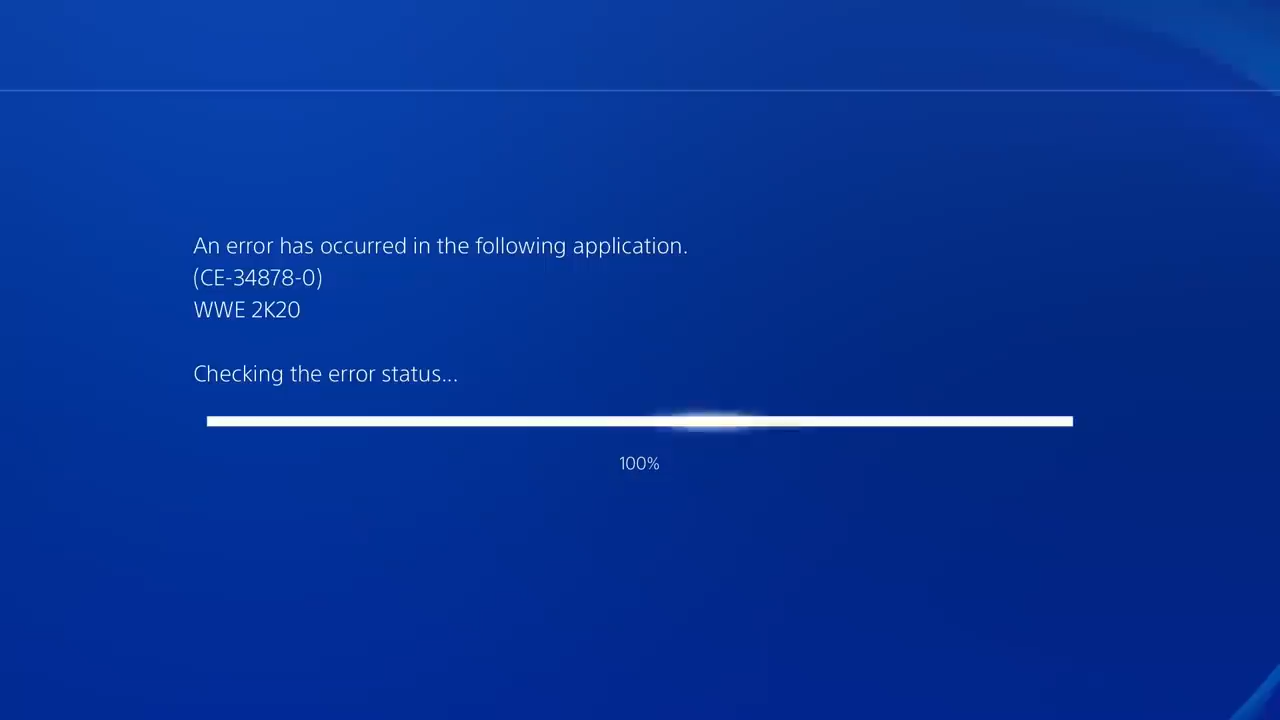 An error has occurred in the following application.
(CE-34878-0)
WWE 2K20
Checking the error status...
100%